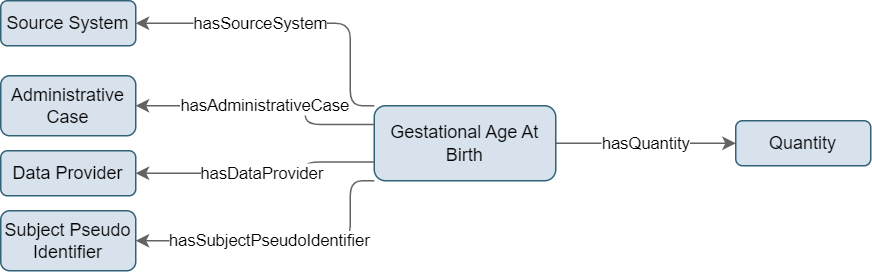 Source System
hasSourceSystem
Administrative
Case
hasAdministrativeCase
Gestational Age At
Birth
hasQuantity
Quantity
Data Provider
hasDataProvider
Subject Pseudo
Identifier
hasSubjectPseudoIdentifier